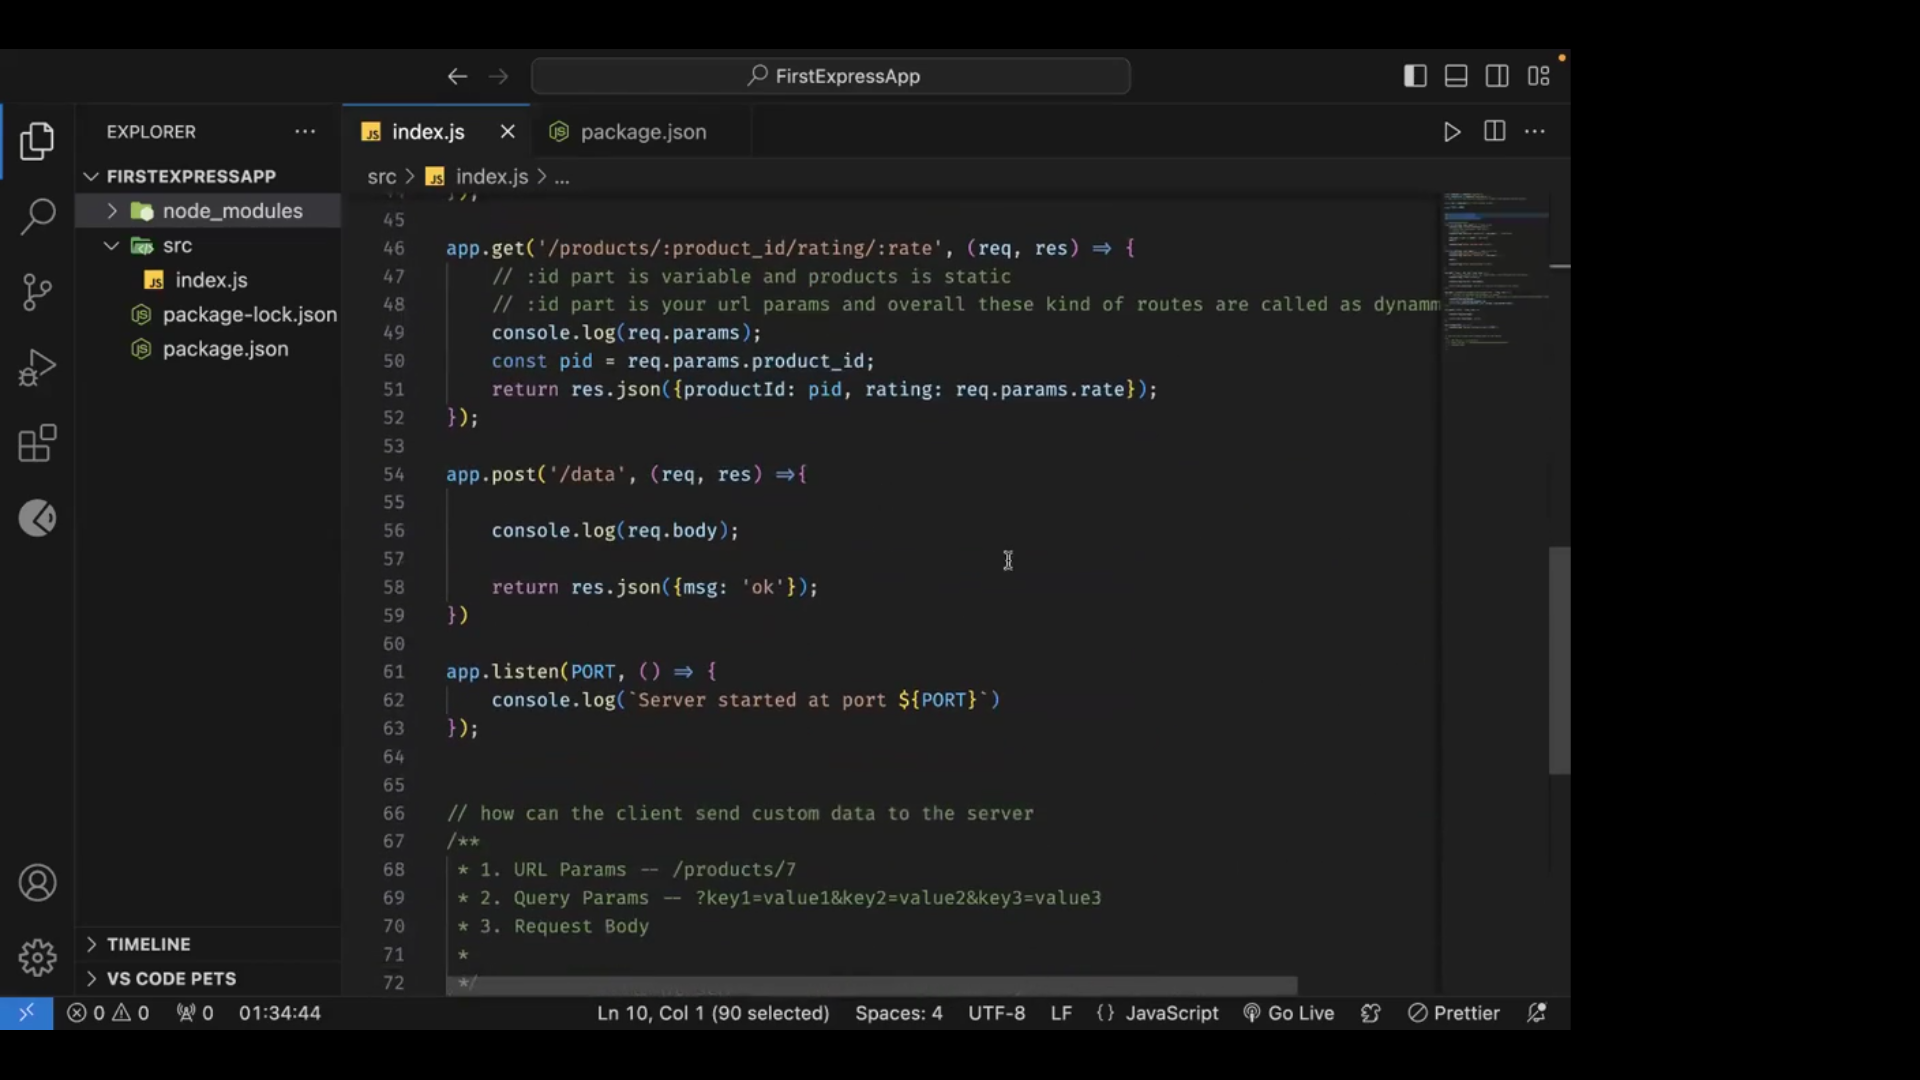 FirstExpressApp
EXPLORER
index.js
package.json
src > index.js > ...
FIRSTEXPRESSAPP
node_modules
src
index.js
package-lock.json
package.json
TIMELINE
VS CODE PETS
44 });
45
46 app.get('/products/:product_id/rating/:rate', (req, res) => {
47 // :id part is variable and products is static
48 // :id part is your url params and overall these kind of routes are called as dynamm
49 console.log(req.params);
50 const pid = req.params.product_id;
51 return res.json({productId: pid, rating: req.params.rate});
52 });
53
54 app.post('/data', (req, res) =>{
55
56 console.log(req.body);
57
58 return res.json({msg: 'ok'});
59 })
60
61 app.listen(PORT, () => {
62 console.log(`Server started at port ${PORT}`)
63 });
64
65
66 // how can the client send custom data to the server
67 /**
68 * 1. URL Params -- /products/7
69 * 2. Query Params -- ?key1=value1&key2=value2&key3=value3
70 * 3. Request Body
71 *
72 */
0 0 0 01:34:44 Ln 10, Col 1 (90 selected) Spaces: 4 UTF-8 LF {} JavaScript Go Live Prettier